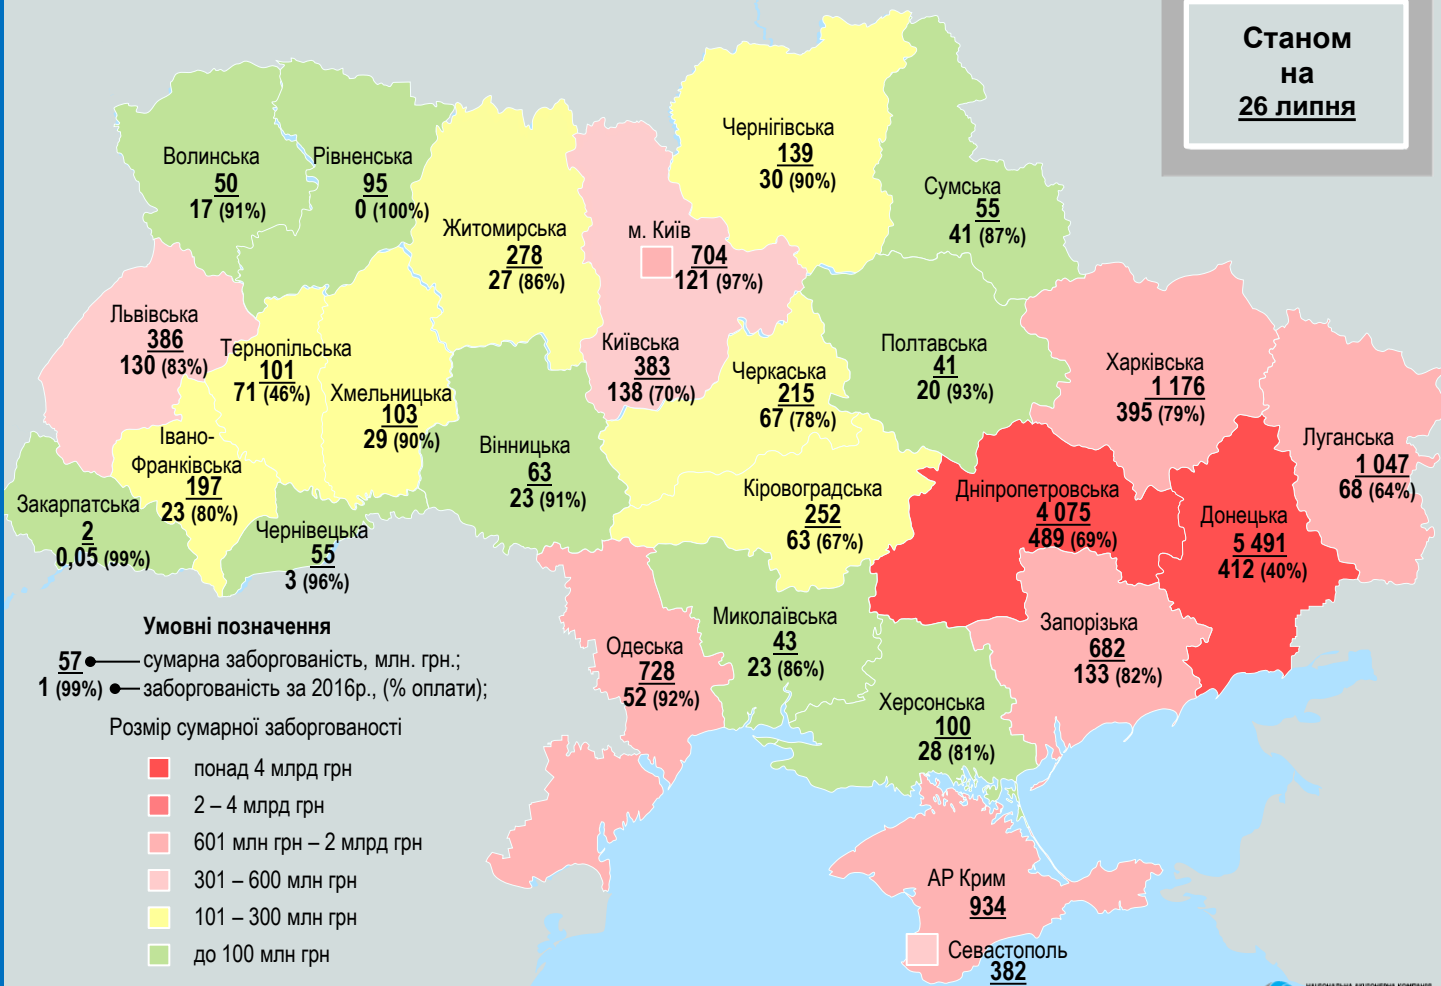 Станом
на
26 липня
Волинська
50
17 (91%)
Рівненська
95
0 (100%)
Житомирська
278
27 (86%)
м. Київ
704
121 (97%)
Чернігівська
139
30 (90%)
Сумська
55
41 (87%)
Львівська
386
130 (83%)
Тернопільська
101
71 (46%)
Хмельницька
103
29 (90%)
Київська
383
138 (70%)
Черкаська
215
67 (78%)
Полтавська
41
20 (93%)
Харківська
1 176
395 (79%)
Луганська
1 047
68 (64%)
Івано-
Франківська
197
23 (80%)
Закарпатська
2
0,05 (99%)
Чернівецька
55
3 (96%)
Вінницька
63
23 (91%)
Кіровоградська
252
63 (67%)
Дніпропетровська
4 075
489 (69%)
Донецька
5 491
412 (40%)
Одеська
728
52 (92%)
Миколаївська
43
23 (86%)
Запорізька
682
133 (82%)
Херсонська
100
28 (81%)
АР Крим
934
Севастополь
382
Умовні позначення
57 сумарна заборгованість, млн. грн.;
1 (99%) заборгованість за 2016р., (% оплати);
Розмір сумарної заборгованості
понад 4 млрд грн
2 – 4 млрд грн
601 млн грн – 2 млрд грн
301 – 600 млн грн
101 – 300 млн грн
до 100 млн грн